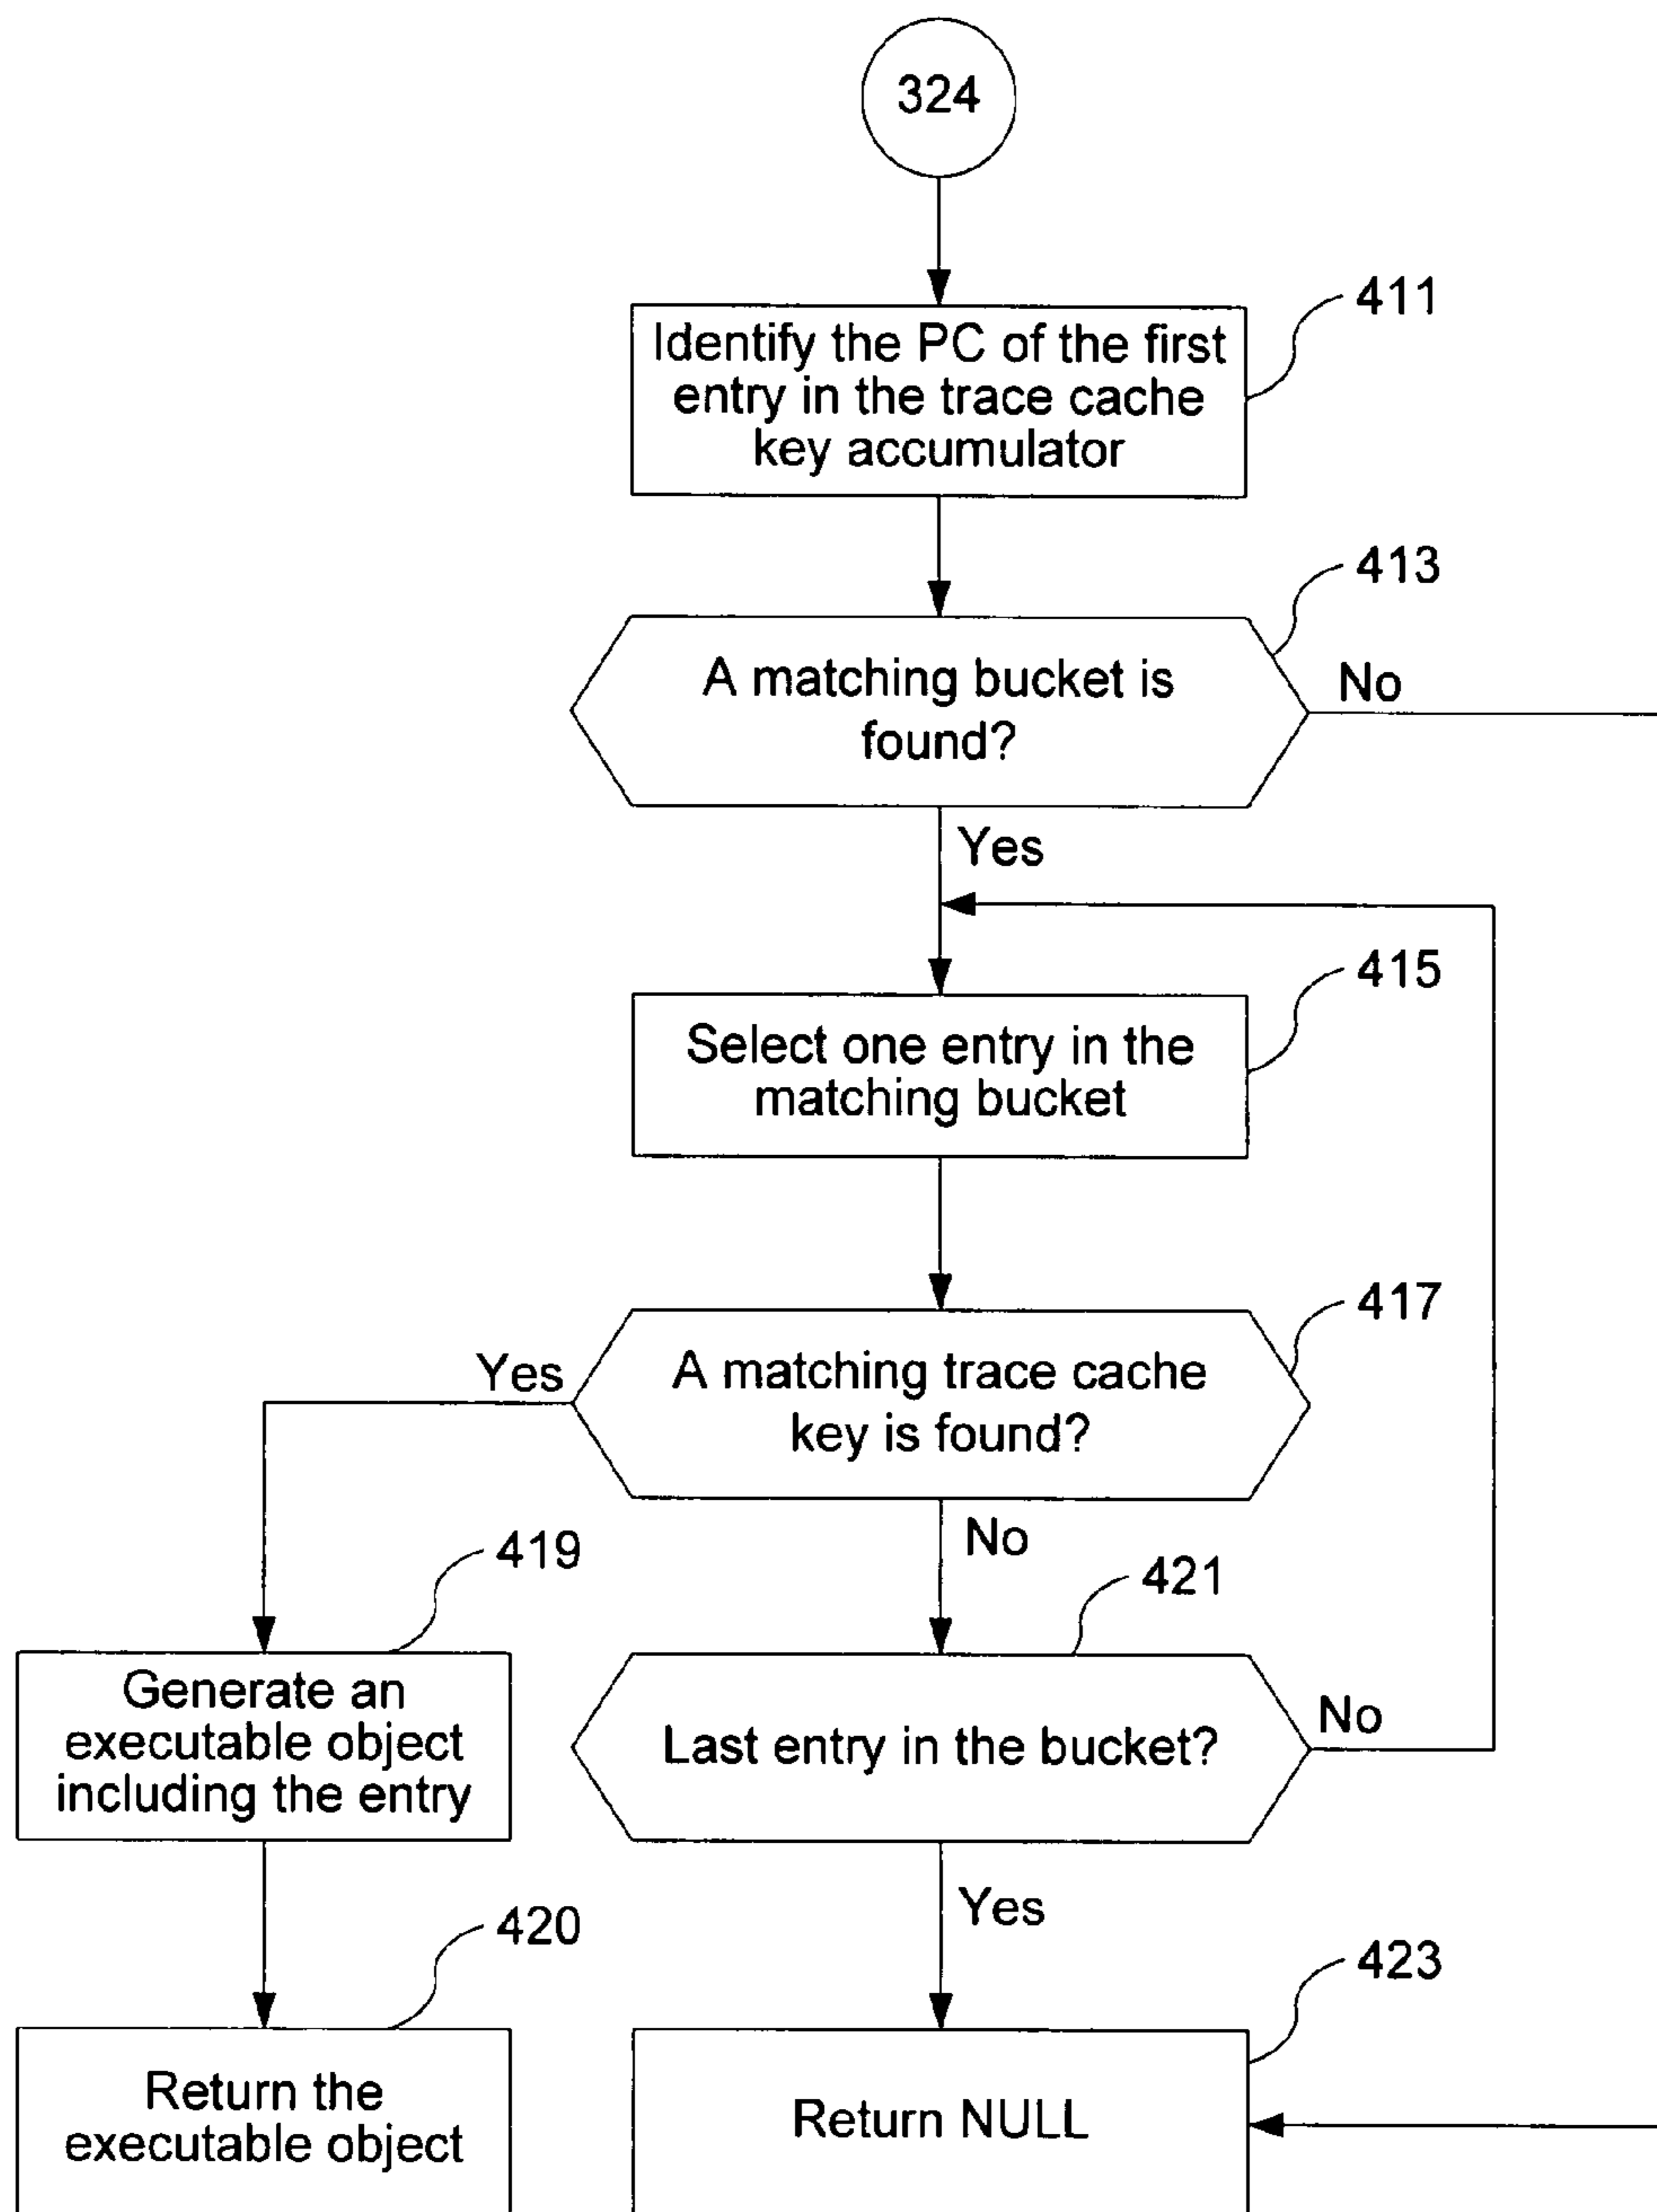 324
411
Identify the PC of the first
entry in the trace cache
key accumulator
413
A matching bucket is
found?
No
Yes
415
Select one entry in the
matching bucket
417
A matching trace cache
key is found?
Yes
No
419
421
Generate an
executable object
including the entry
Last entry in the bucket?
No
Yes
420
423
Return the
executable object
Return NULL